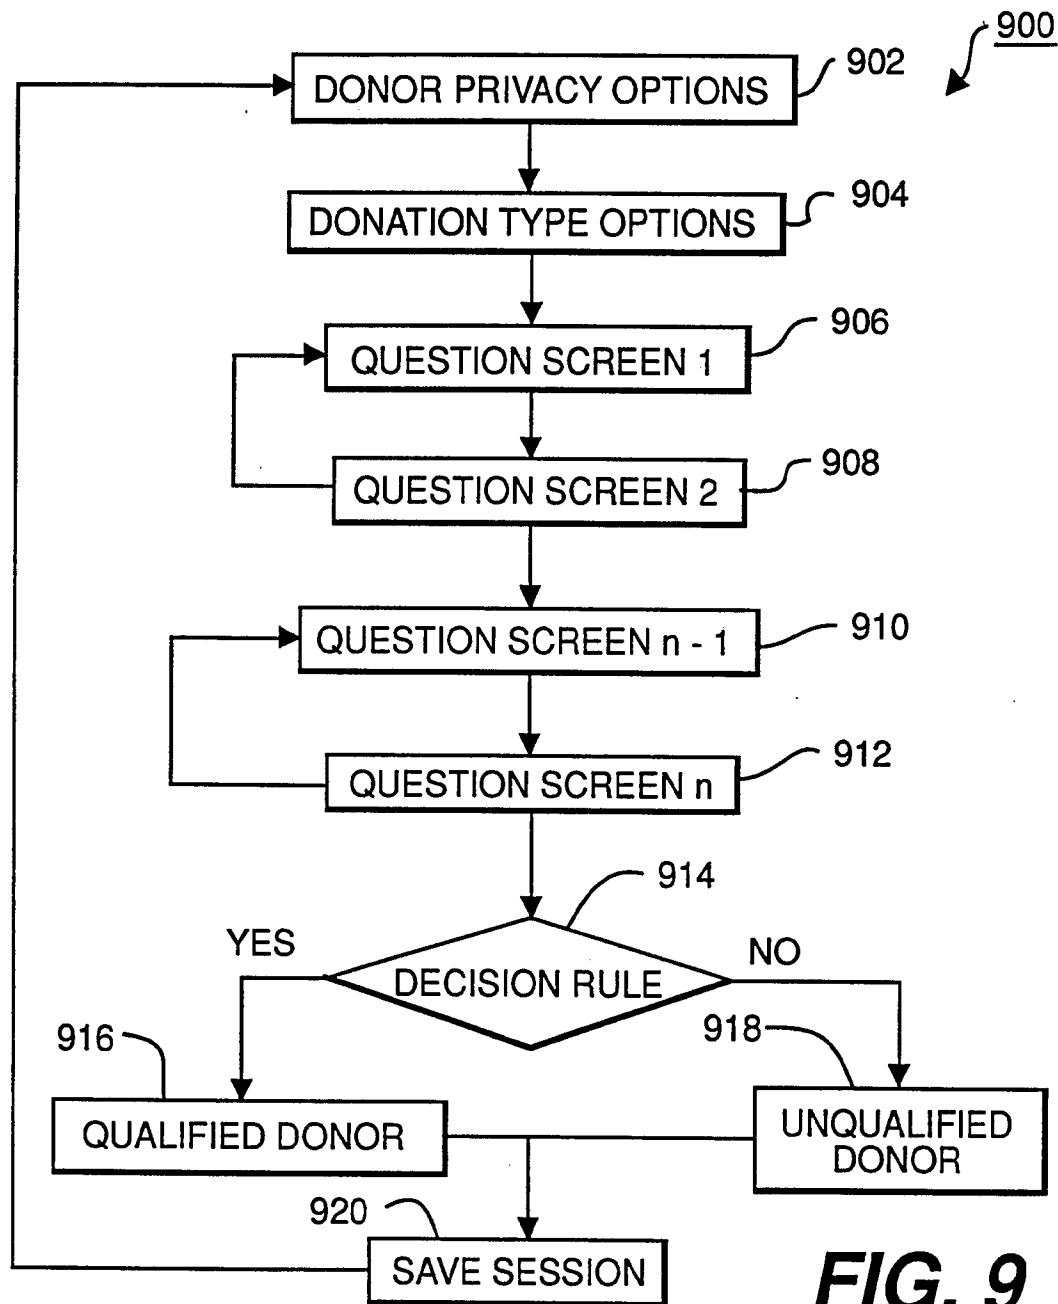 900
DONOR PRIVACY OPTIONS
902
DONATION TYPE OPTIONS
904
QUESTION SCREEN 1
906
QUESTION SCREEN 2
908
QUESTION SCREEN n - 1
910
QUESTION SCREEN n
912
914
YES
DECISION RULE
NO
916
918
QUALIFIED DONOR
UNQUALIFIED
DONOR
920
SAVE SESSION
FIG. 9